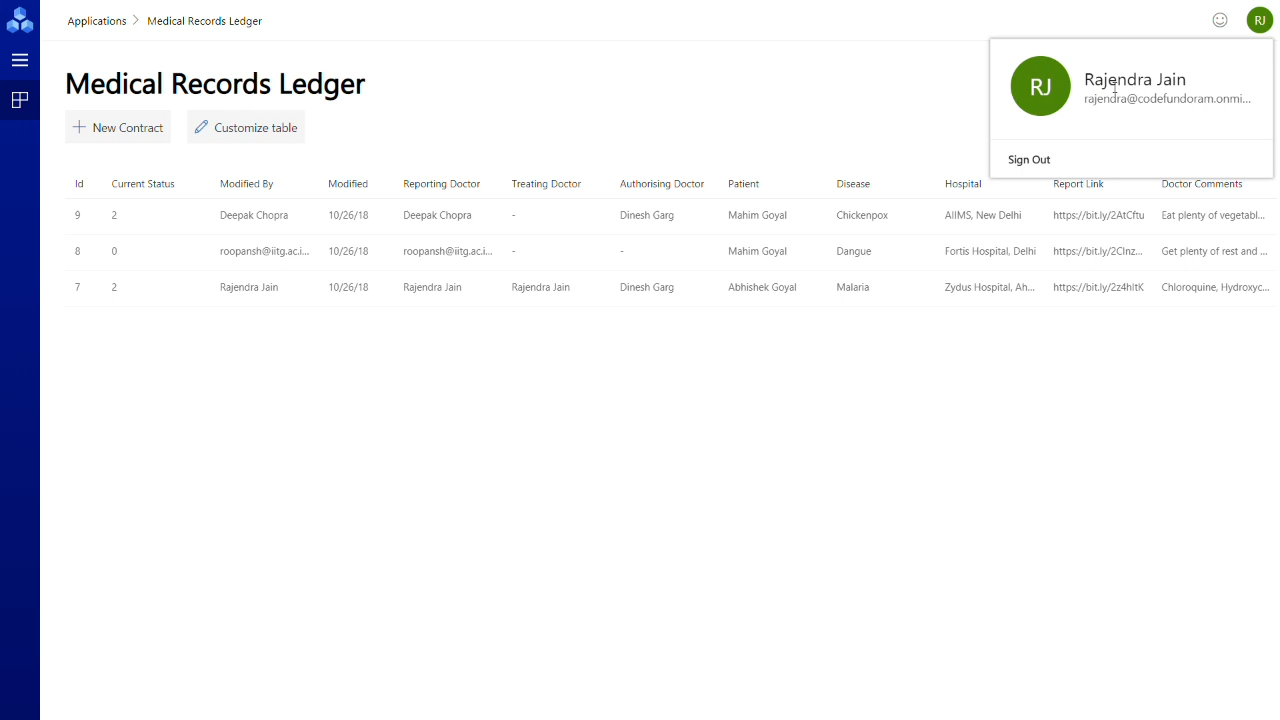 Applications > Medical Records Ledger
RJ
Medical Records Ledger
RJ
Rajendra Jain
rajendra@codefundoram.onmi...
Sign Out
+ New Contract
Customize table
Id Current Status Modified By Modified Reporting Doctor Treating Doctor Authorising Doctor Patient Disease Hospital Report Link Doctor Comments
9 2 Deepak Chopra 10/26/18 Deepak Chopra - Dinesh Garg Mahim Goyal Chickenpox AIIMS, New Delhi https://bit.ly/2AtCftu Eat plenty of vegetabl...
8 0 roopansh@iitg.ac.i... 10/26/18 roopansh@iitg.ac.i... - - Mahim Goyal Dangue Fortis Hospital, Delhi https://bit.ly/2CInz... Get plenty of rest and ...
7 2 Rajendra Jain 10/26/18 Rajendra Jain Rajendra Jain Dinesh Garg Abhishek Goyal Malaria Zydus Hospital, Ah... https://bit.ly/2z4hItK Chloroquine, Hydroxyc...